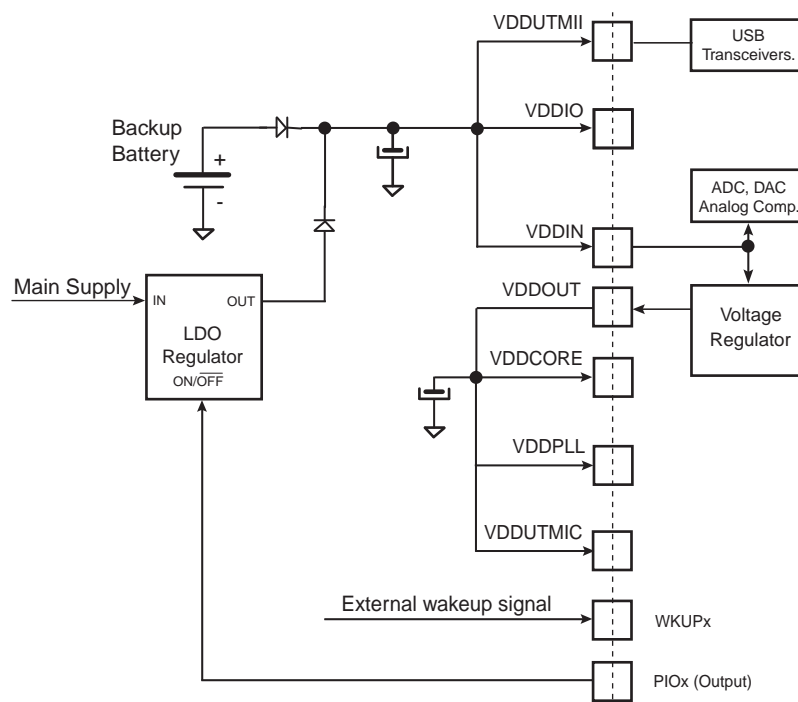 VDDUTMII
USB
Transceivers.
VDDIO
Backup
Battery
+
-
ADC, DAC
Analog Comp.
VDDIN
Main Supply
IN
OUT
LDO
Regulator
ON/OFF
VDDOUT
Voltage
Regulator
VDDCORE
VDDPLL
VDDUTMIC
External wakeup signal
WKUPx
PIOx (Output)